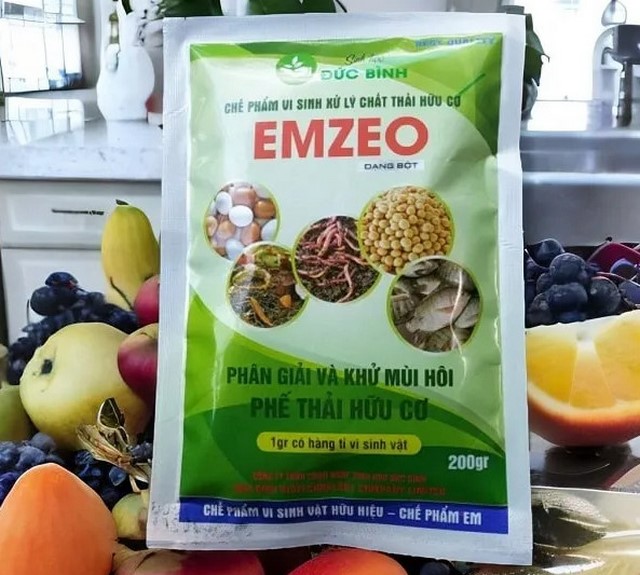 BEST QUALITY
Sinh học
ĐỨC BÌNH
CHẾ PHẨM VI SINH XỬ LÝ CHẤT THẢI HỮU CƠ
EMZEO
DẠNG BỘT
PHÂN GIẢI VÀ KHỬ MÙI HÔI
PHẾ THẢI HỮU CƠ
1gr có hàng tỉ vi sinh vật
200gr
CHẾ PHẨM VI SINH VẬT HỮU HIỆU – CHẾ PHẨM EM